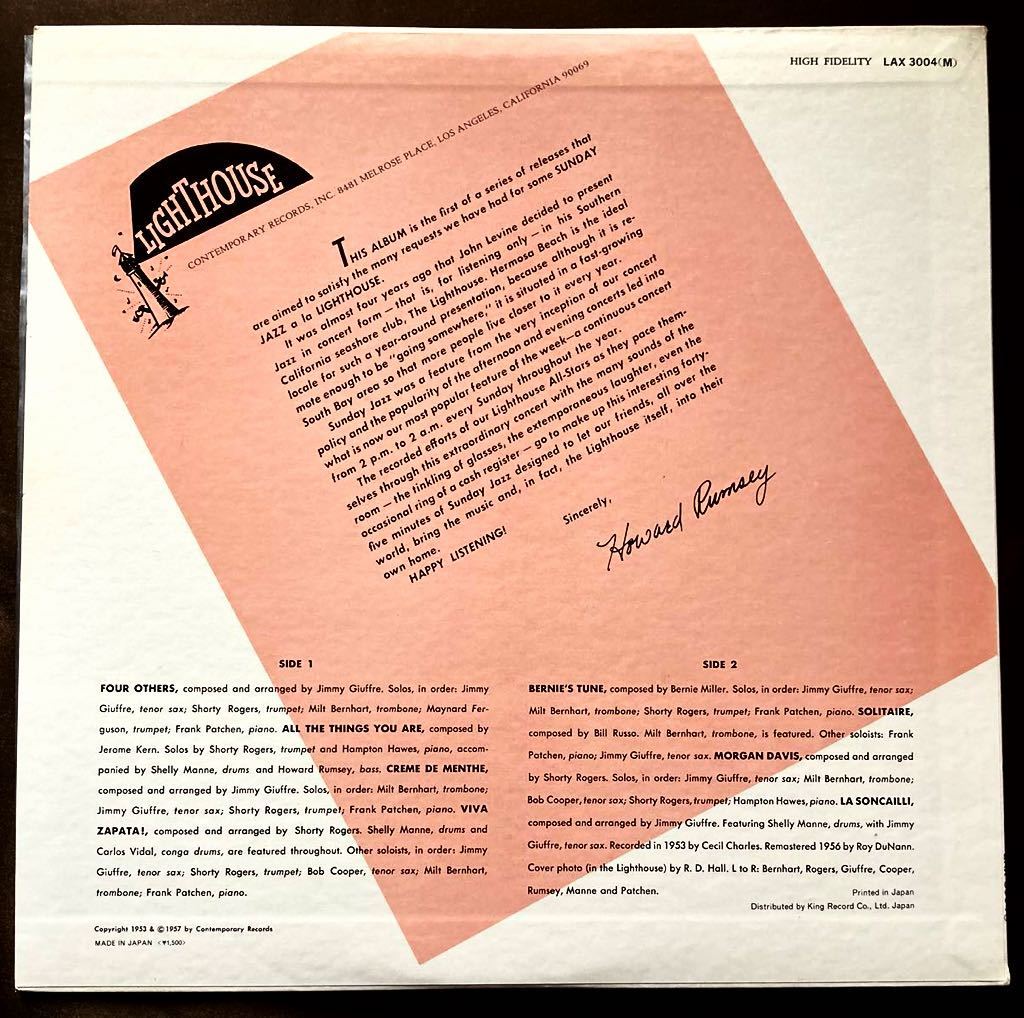 HIGH FIDELITY LAX 3004(M)
LIGHTHOUSE
CONTEMPORARY RECORDS, INC. 8481 MELROSE PLACE, LOS ANGELES, CALIFORNIA 90069
THIS ALBUM is the first of a series of releases that
are aimed to satisfy the many requests we have had for some SUNDAY
JAZZ a la LIGHTHOUSE.
It was almost four years ago that John Levine decided to present
Jazz in concert form — that is, for listening only — in his Southern
California seashore club, The Lighthouse. Hermosa Beach is the ideal
locale for such a year-around presentation, because although it is re-
mote enough to be "going somewhere," it is situated in a fast-growing
South Bay area so that more people live closer to it every year.
Sunday Jazz was a feature from the very inception of our concert
policy and the popularity of the afternoon and evening concerts led into
what is now our most popular feature of the week—a continuous concert
from 2 p.m. to 2 a.m. every Sunday throughout the year.
The recorded efforts of our Lighthouse All-Stars as they pace them-
selves through this extraordinary concert with the many sounds of the
room — the tinkling of glasses, the extemporaneous laughter, even the
occasional ring of a cash register — go to make up this interesting forty-
five minutes of Sunday Jazz designed to let our friends, all over the
world, bring the music and, in fact, the Lighthouse itself, into their
own home.
HAPPY LISTENING!
Sincerely,
Howard Rumsey
SIDE 1
FOUR OTHERS, composed and arranged by Jimmy Giuffre. Solos, in order: Jimmy
Giuffre, tenor sax; Shorty Rogers, trumpet; Milt Bernhart, trombone; Maynard Fer-
guson, trumpet; Frank Patchen, piano. ALL THE THINGS YOU ARE, composed by
Jerome Kern. Solos by Shorty Rogers, trumpet and Hampton Hawes, piano, accom-
panied by Shelly Manne, drums and Howard Rumsey, bass. CREME DE MENTHE,
composed and arranged by Jimmy Giuffre. Solos, in order: Milt Bernhart, trombone;
Jimmy Giuffre, tenor sax; Shorty Rogers, trumpet; Frank Patchen, piano. VIVA
ZAPATA!, composed and arranged by Shorty Rogers. Shelly Manne, drums and
Carlos Vidal, conga drums, are featured throughout. Other soloists, in order: Jimmy
Giuffre, tenor sax; Shorty Rogers, trumpet; Bob Cooper, tenor sax; Milt Bernhart,
trombone; Frank Patchen, piano.
Copyright 1953 & © 1957 by Contemporary Records
MADE IN JAPAN <¥1,500>
SIDE 2
BERNIE'S TUNE, composed by Bernie Miller. Solos, in order: Jimmy Giuffre, tenor sax;
Milt Bernhart, trombone; Shorty Rogers, trumpet; Frank Patchen, piano. SOLITAIRE,
composed by Bill Russo. Milt Bernhart, trombone, is featured. Other soloists: Frank
Patchen, piano; Jimmy Giuffre, tenor sax. MORGAN DAVIS, composed and arranged
by Shorty Rogers. Solos, in order: Jimmy Giuffre, tenor sax; Milt Bernhart, trombone;
Bob Cooper, tenor sax; Shorty Rogers, trumpet; Hampton Hawes, piano. LA SONCAILLI,
composed and arranged by Jimmy Giuffre. Featuring Shelly Manne, drums, with Jimmy
Giuffre, tenor sax. Recorded in 1953 by Cecil Charles. Remastered 1956 by Roy DuNann.
Cover photo (in the Lighthouse) by R. D. Hall. L to R: Bernhart, Rogers, Giuffre, Cooper,
Rumsey, Manne and Patchen.
Printed in Japan
Distributed by King Record Co., Ltd. Japan